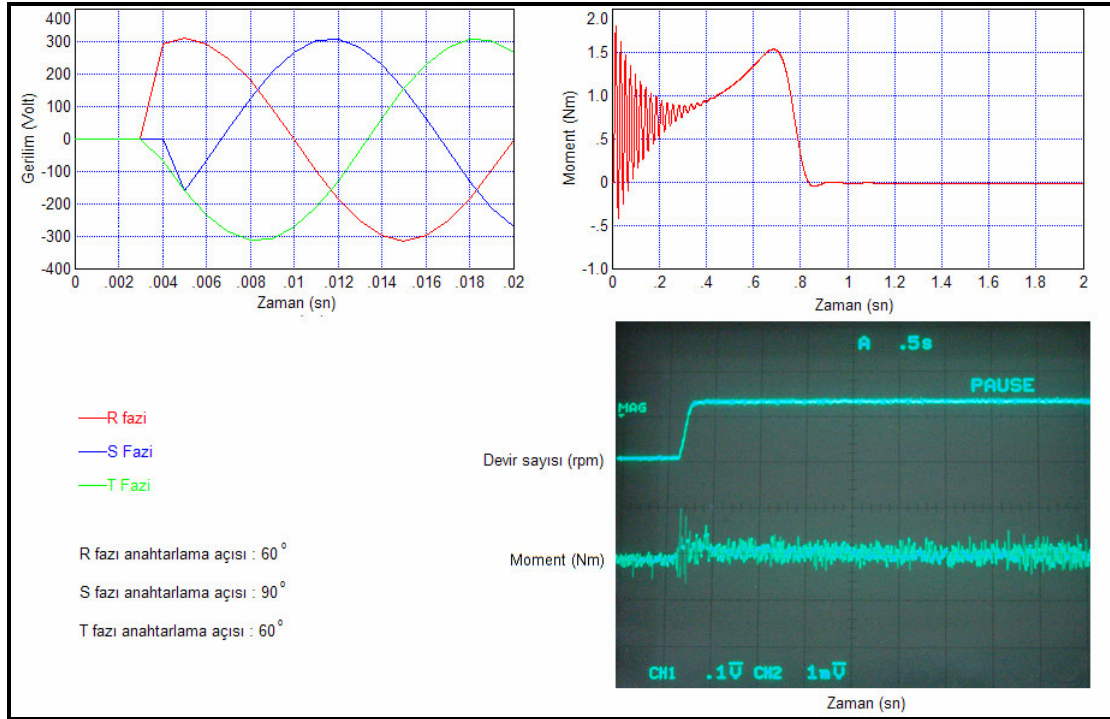 400
300
200
100
0
-100
-200
-300
-400
Gerilim (Volt)
0 .002 .004 .006 .008 .01 .012 .014 .016 .018 .02
Zaman (sn)
2.0
1.5
1.0
.5
0
-.5
-1.0
Moment (Nm)
0 .2 .4 .6 .8 1 1.2 1.4 1.6 1.8 2
Zaman (sn)
R fazi
S Fazi
T Fazi
R fazı anahtarlama açısı : 60°
S fazı anahtarlama açısı : 90°
T fazı anahtarlama açısı : 60°
A .5s
PAUSE
MAG
Devir sayısı (rpm)
Moment (Nm)
CH1 .1V CH2 1mV
Zaman (sn)